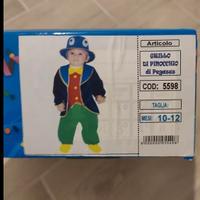 Articolo
GRILLO
DI PINOCCHIO
di Pegasus
COD: 5598
TAGLIA:
MESI: 10-12